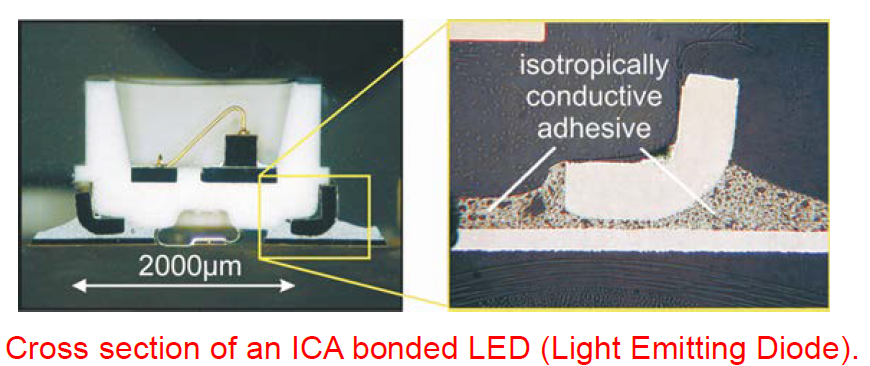 isotropically
conductive
adhesive
2000µm
Cross section of an ICA bonded LED (Light Emitting Diode).